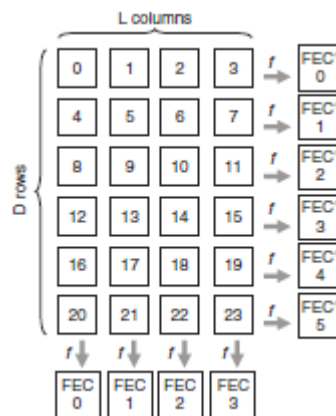 L columns
D rows
0 1 2 3 f FEC' 0
4 5 6 7 f FEC' 1
8 9 10 11 f FEC' 2
12 13 14 15 f FEC' 3
16 17 18 19 f FEC' 4
20 21 22 23 f FEC' 5
f f f f
FEC FEC FEC FEC
0 1 2 3